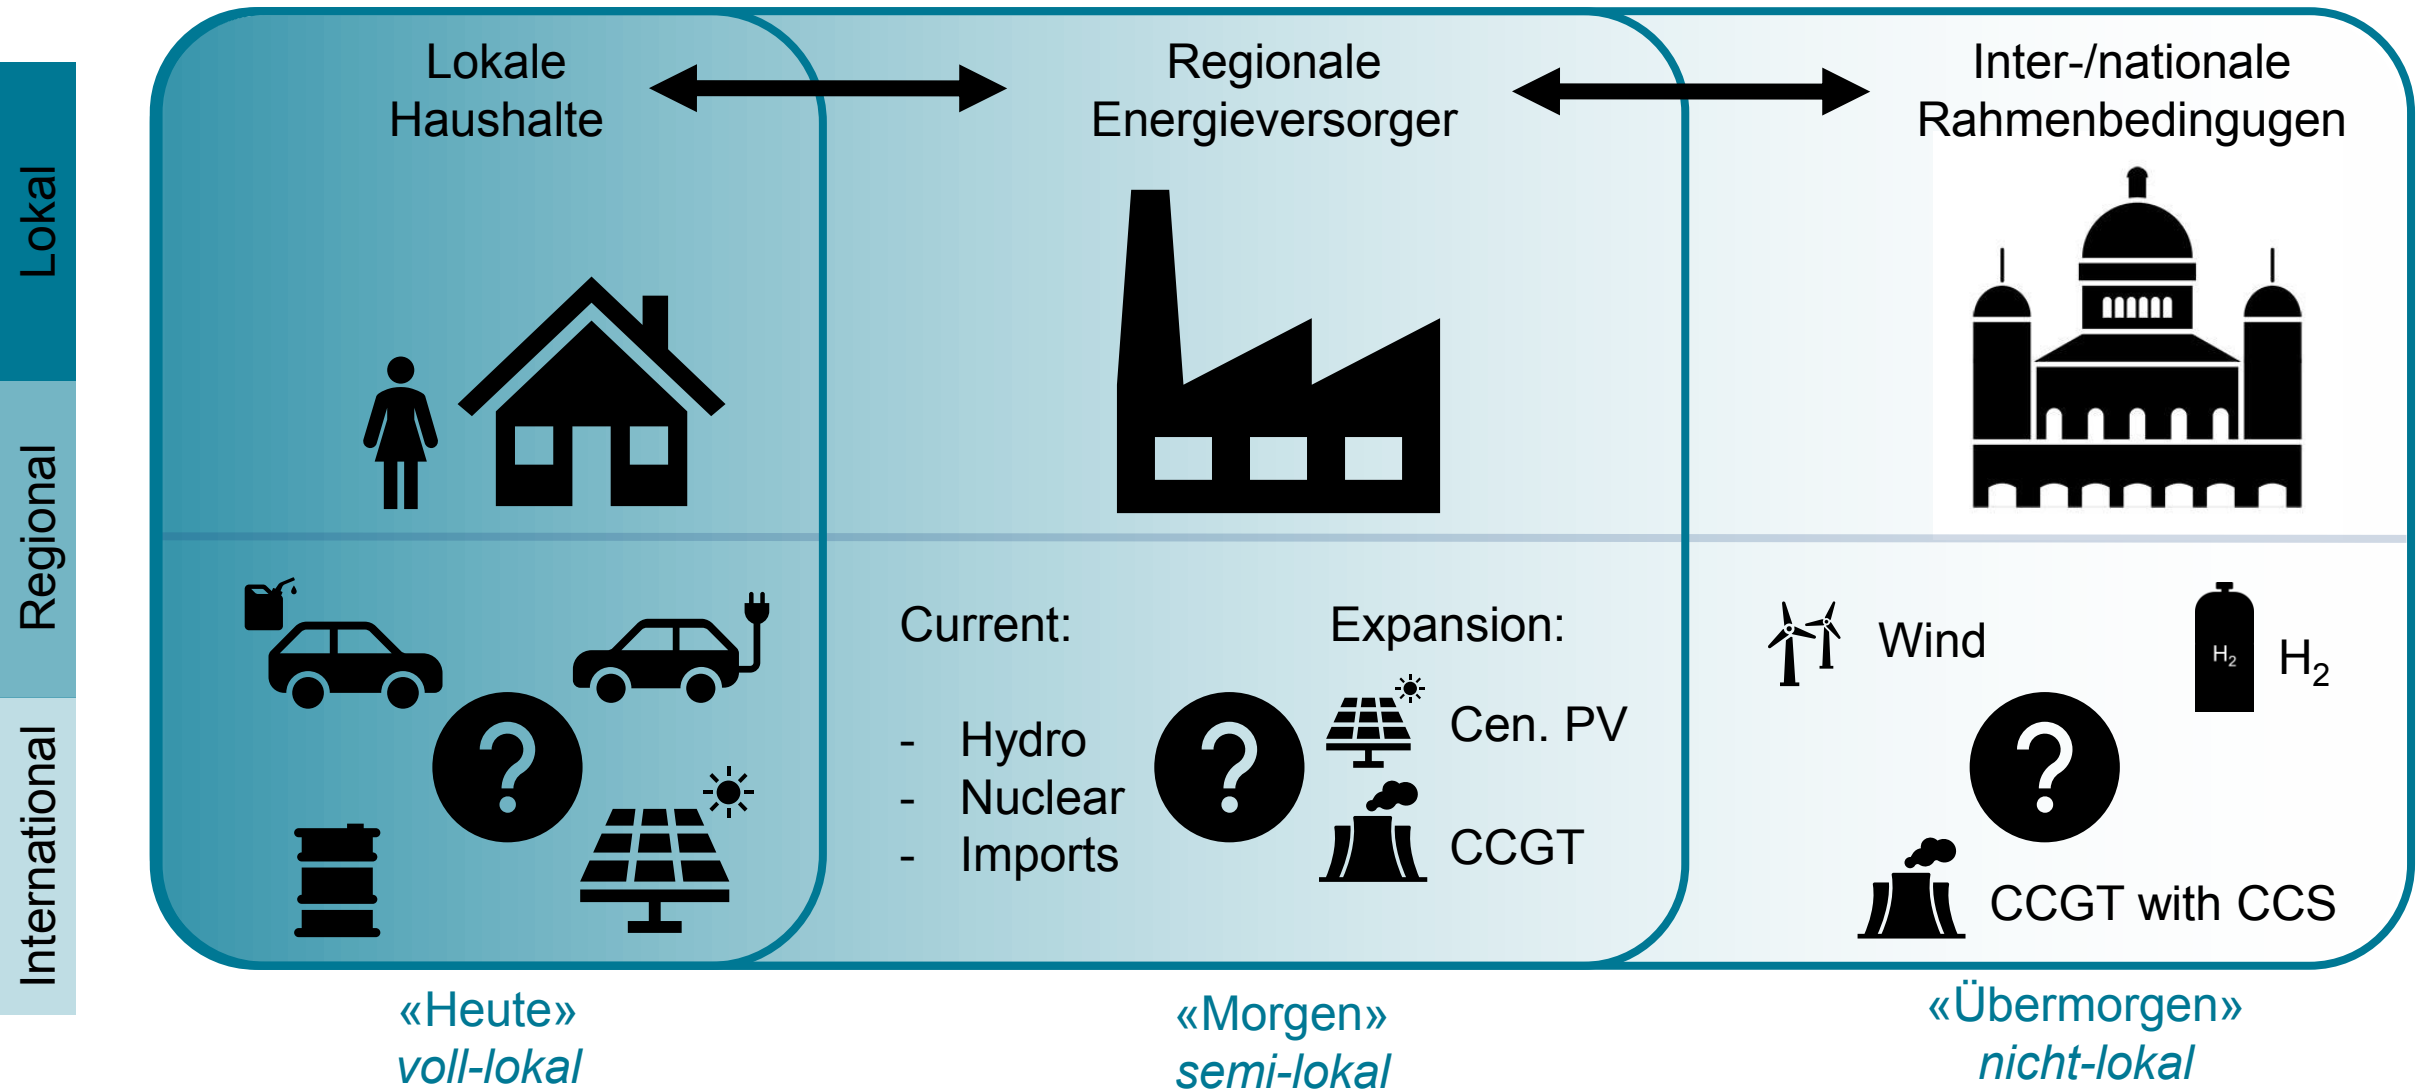 Lokal
Regional
International
Lokale
Haushalte
Regionale
Energieversorger
Inter-/nationale
Rahmenbedingugen
Current:
- Hydro
- Nuclear
- Imports
Expansion:
Cen. PV
CCGT
Wind
H₂
H₂
CCGT with CCS
?
?
?
«Heute»
voll-lokal
«Morgen»
semi-lokal
«Übermorgen»
nicht-lokal